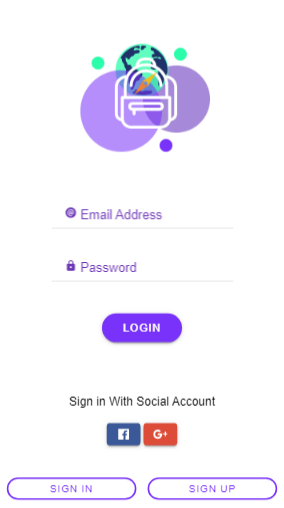 Email Address
Password
LOGIN
Sign in With Social Account
G+
SIGN IN
SIGN UP